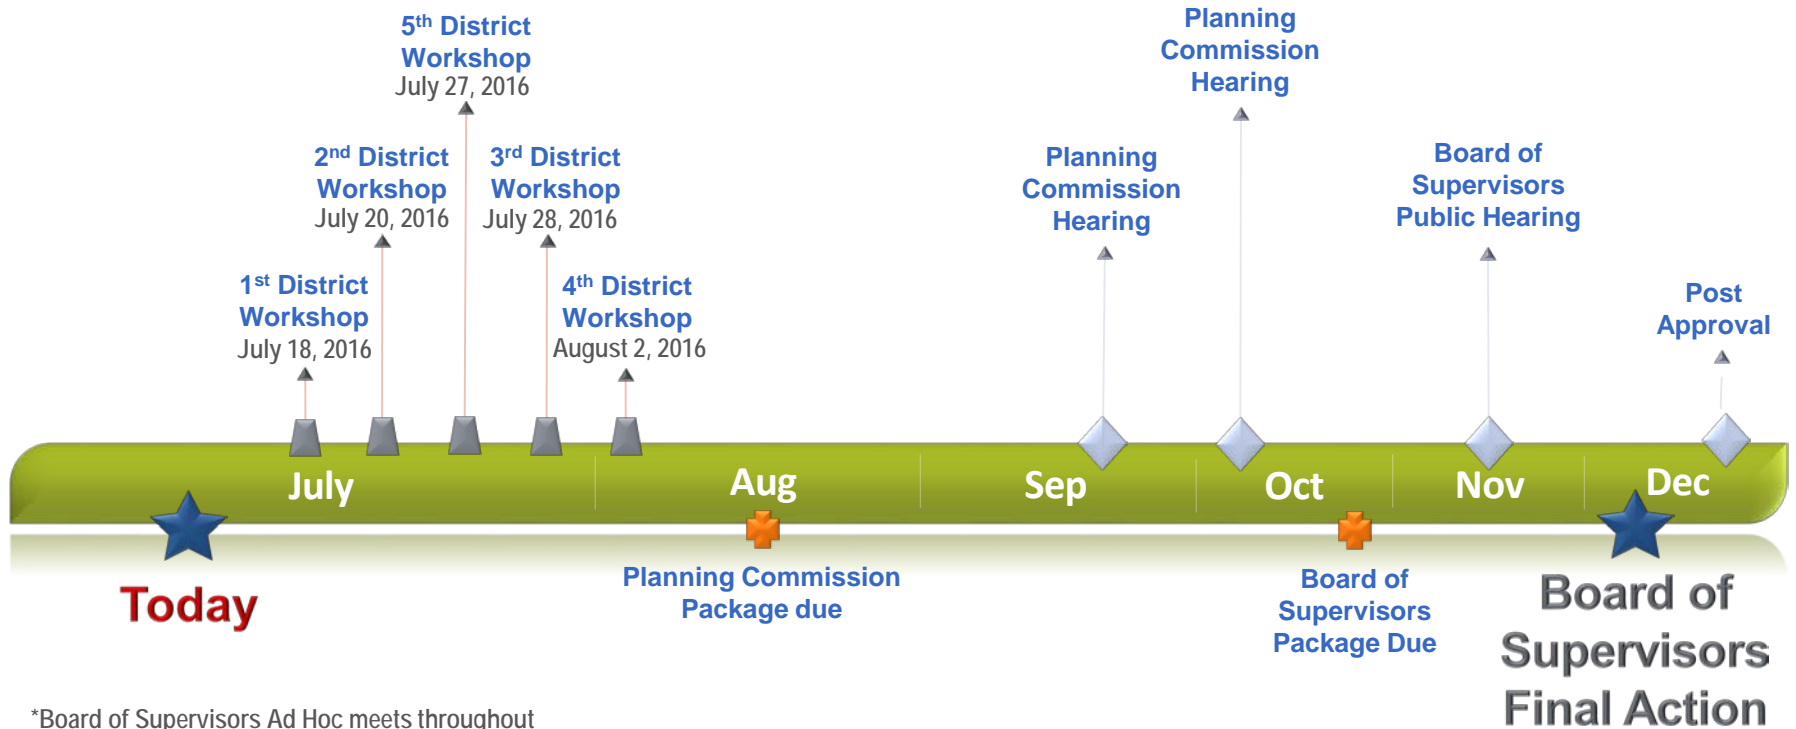 5th District
Workshop
July 27, 2016
2nd District
Workshop
July 20, 2016
3rd District
Workshop
July 28, 2016
1st District
Workshop
July 18, 2016
4th District
Workshop
August 2, 2016
Planning
Commission
Hearing
Planning
Commission
Hearing
Board of
Supervisors
Public Hearing
Post
Approval
July
Aug
Sep
Oct
Nov
Dec
Today
Planning Commission
Package due
Board of
Supervisors
Package Due
Board of
Supervisors
Final Action
*Board of Supervisors Ad Hoc meets throughout